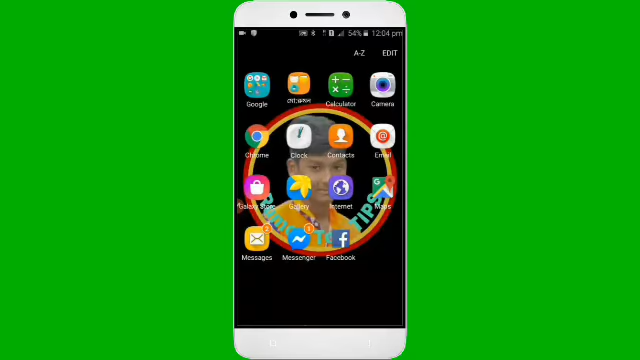 54% 12:04 pm
A-Z EDIT
Google
Calculator Camera
Chrome Clock Contacts Email
Galaxy Store Gallery Internet Maps
TIPS
Messages Messenger Facebook